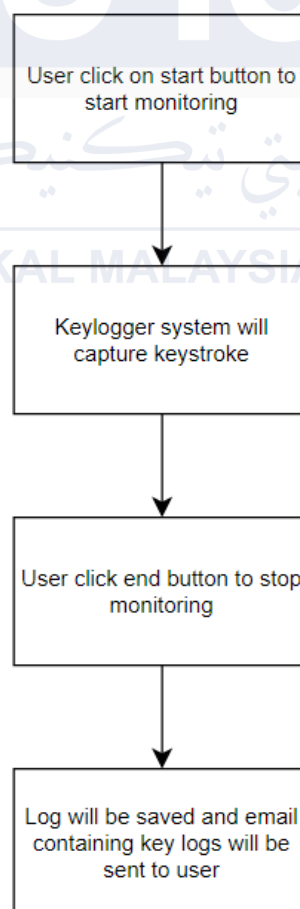 User click on start button to
start monitoring
تيكنيك
KAL MALAYSIA
Keylogger system will
capture keystroke
User click end button to stop
monitoring
Log will be saved and email
containing key logs will be
sent to user